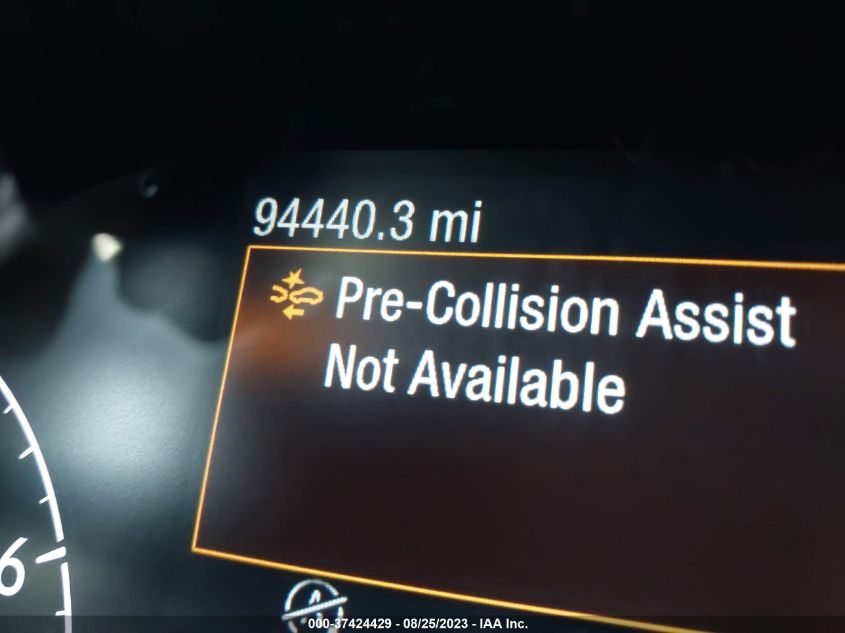 94440.3 mi
Pre-Collision Assist
Not Available
6
A
000-37424429 - 08/25/2023 - IAA Inc.